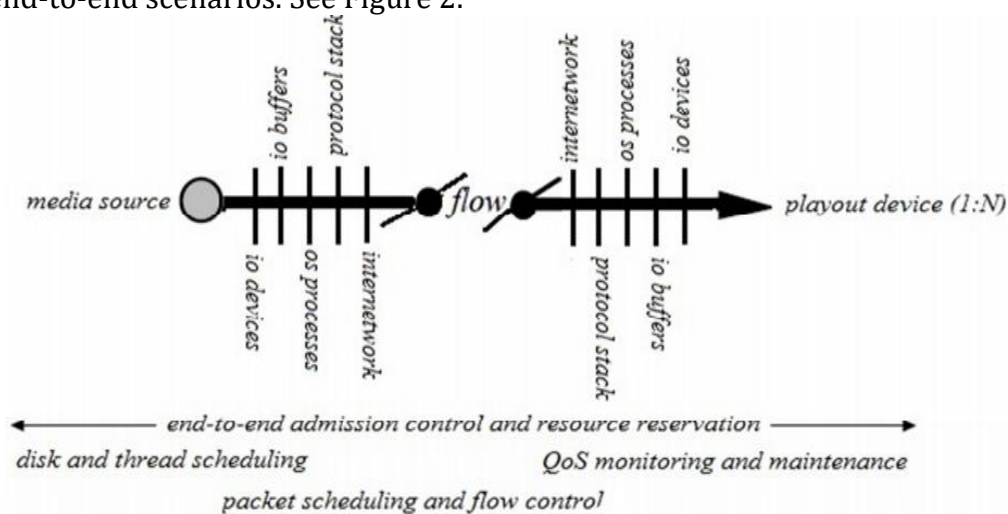 end-to-end scenarios. See Figure 2.
io buffers
protocol stack
internetwork
os processes
io devices
media source
flow
playout device (1:N)
io devices
os processes
internetwork
protocol stack
io buffers
end-to-end admission control and resource reservation
disk and thread scheduling
QoS monitoring and maintenance
packet scheduling and flow control